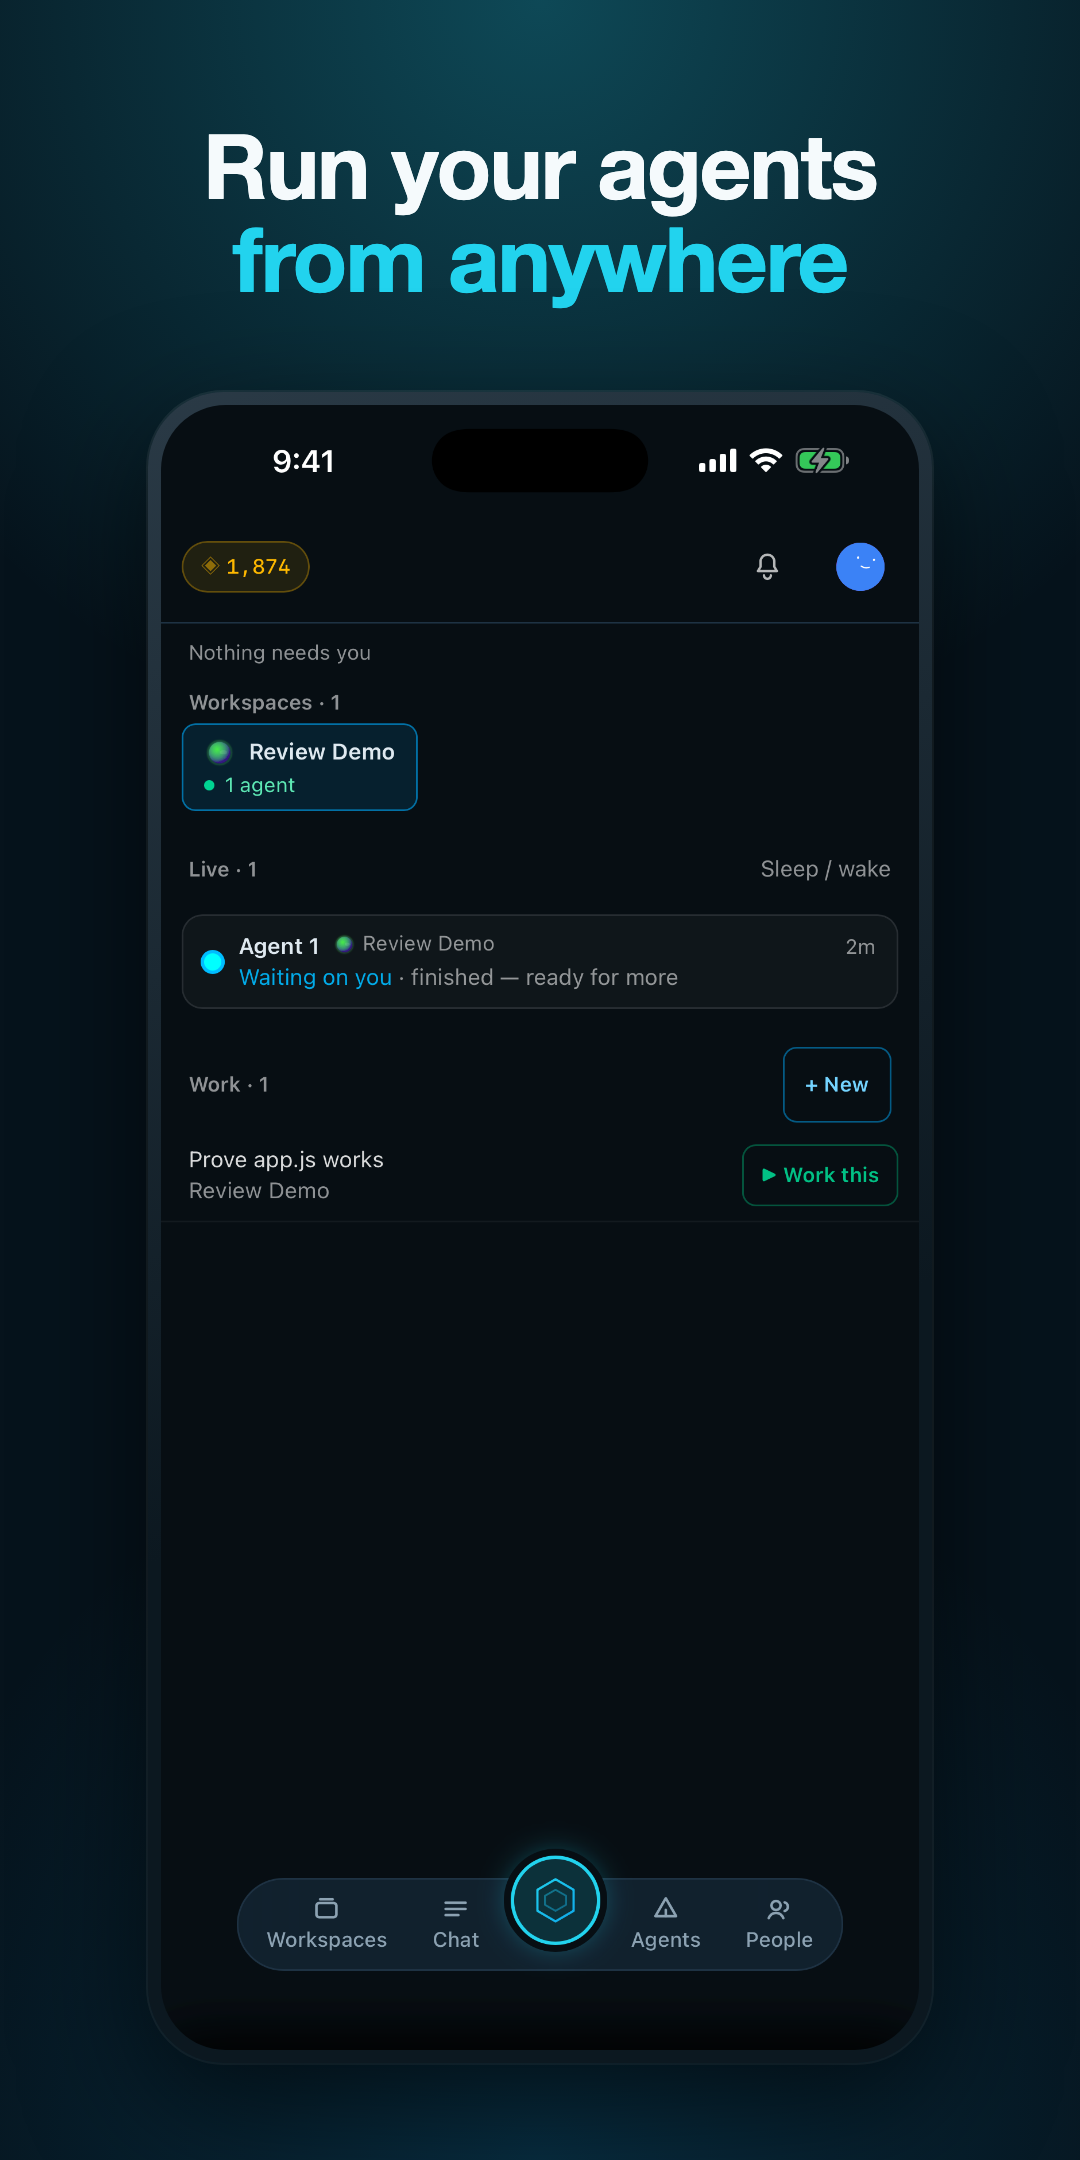 Run your agents
from anywhere
9:41
1,874
Nothing needs you
Workspaces · 1
Review Demo
1 agent
Live · 1
Sleep / wake
Agent 1 Review Demo 2m
Waiting on you · finished — ready for more
Work · 1
+ New
Prove app.js works
Review Demo
Work this
Workspaces
Chat
Agents
People